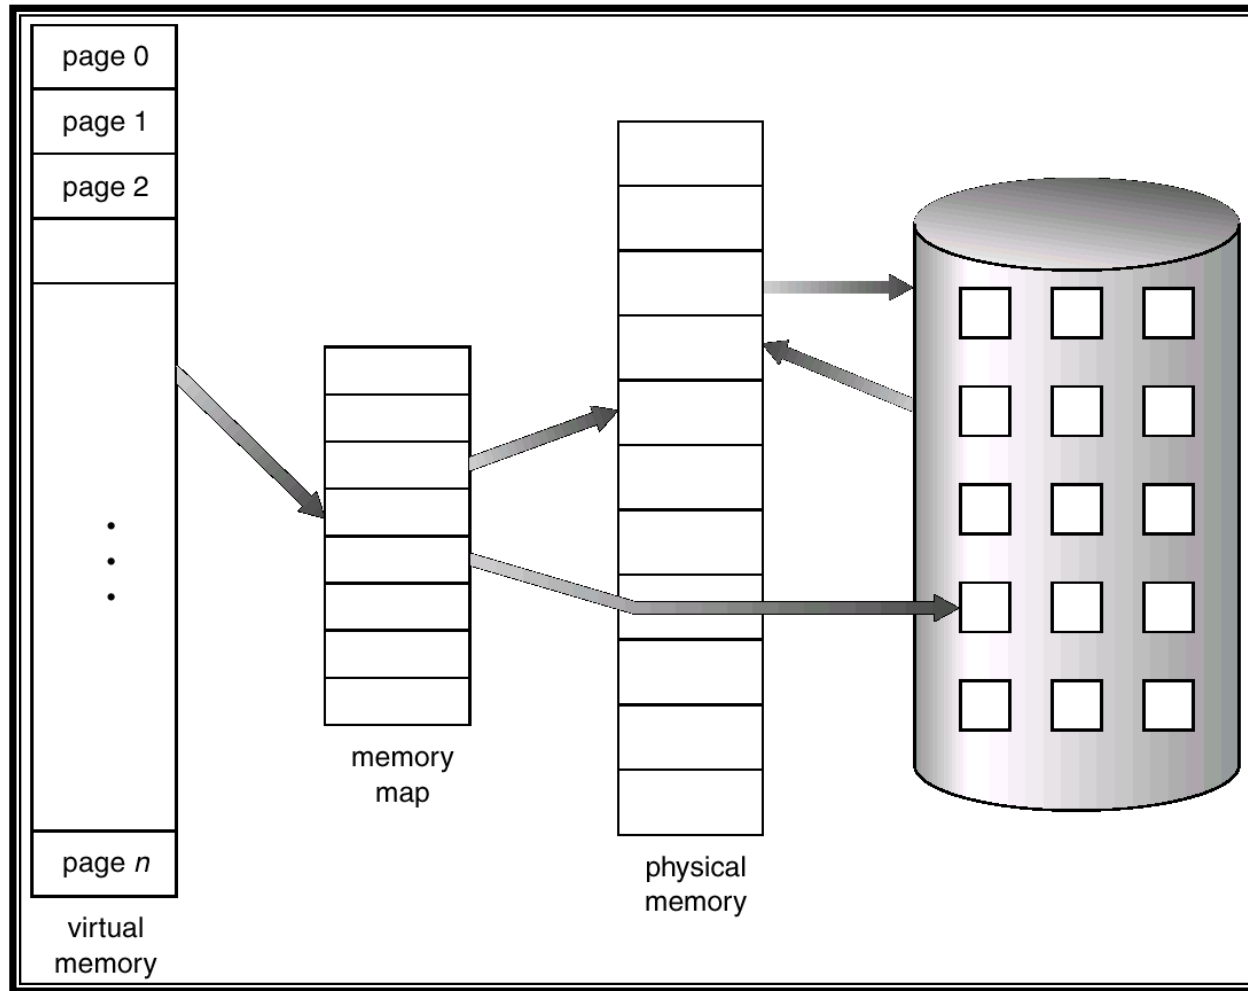 page 0
page 1
page 2
page n
virtual
memory
memory
map
physical
memory